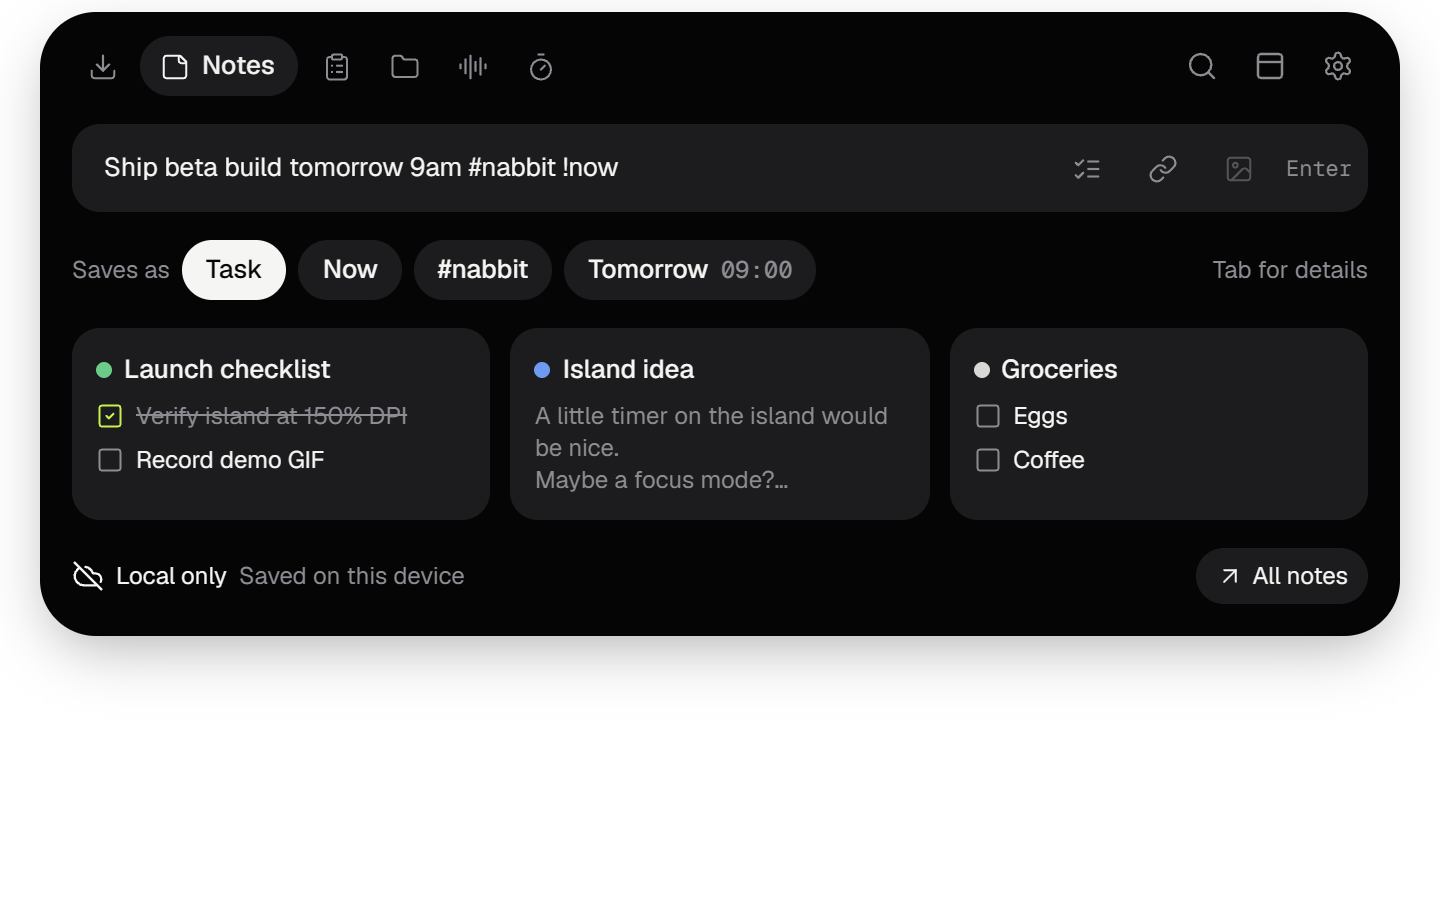 Notes
Ship beta build tomorrow 9am #nabbit !now
Enter
Saves as Task Now #nabbit Tomorrow 09:00
Tab for details
Launch checklist
Verify island at 150% DPI
Record demo GIF
Island idea
A little timer on the island would
be nice.
Maybe a focus mode?...
Groceries
Eggs
Coffee
Local only Saved on this device
All notes